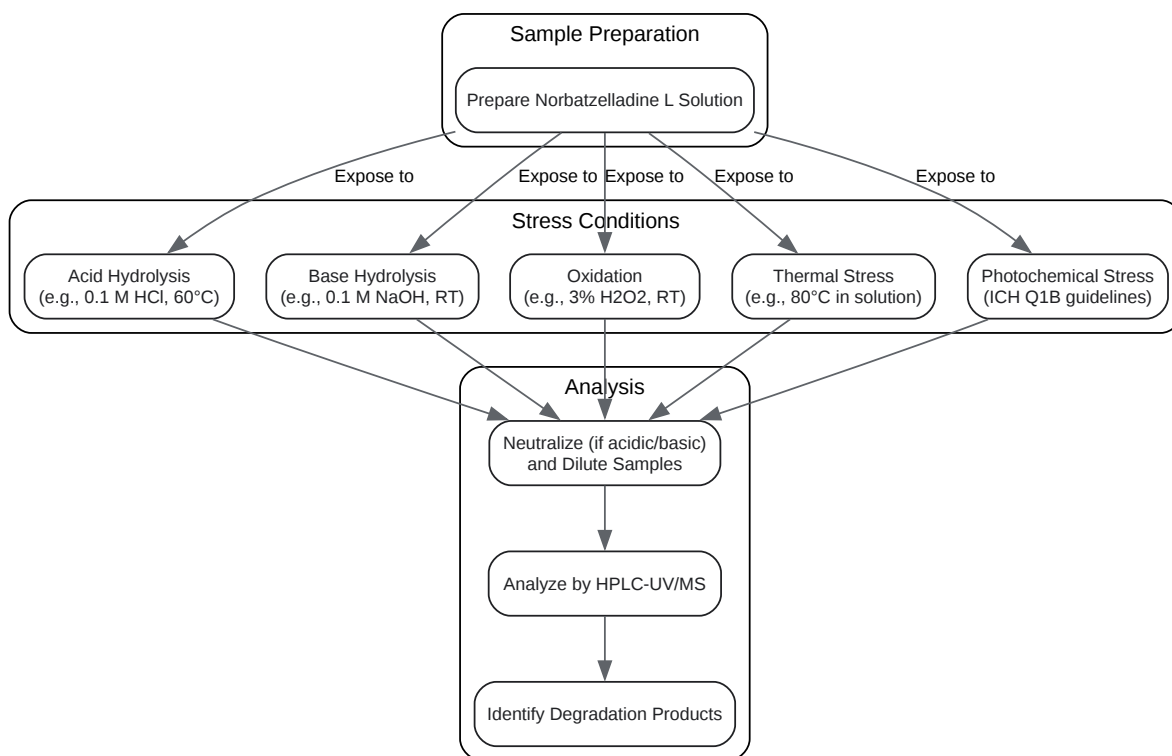 Sample Preparation
Prepare Norbatzelladine L Solution
Expose to
Expose to
Expose to
Expose to
Expose to
Stress Conditions
Acid Hydrolysis
(e.g., 0.1 M HCl, 60°C)
Base Hydrolysis
(e.g., 0.1 M NaOH, RT)
Oxidation
(e.g., 3% H2O2, RT)
Thermal Stress
(e.g., 80°C in solution)
Photochemical Stress
(ICH Q1B guidelines)
Analysis
Neutralize (if acidic/basic)
and Dilute Samples
Analyze by HPLC-UV/MS
Identify Degradation Products